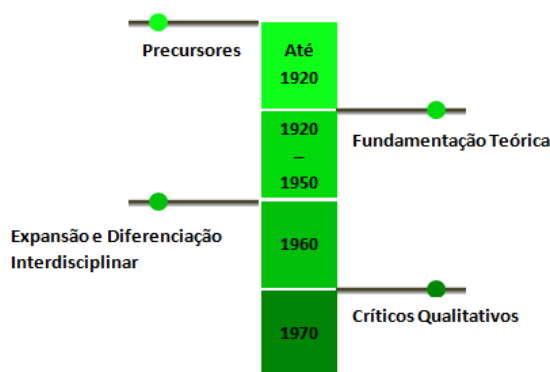 Precursores
Até
1920
1920
–
1950
Fundamentação Teórica
Expansão e Diferenciação
Interdisciplinar
1960
Críticos Qualitativos
1970